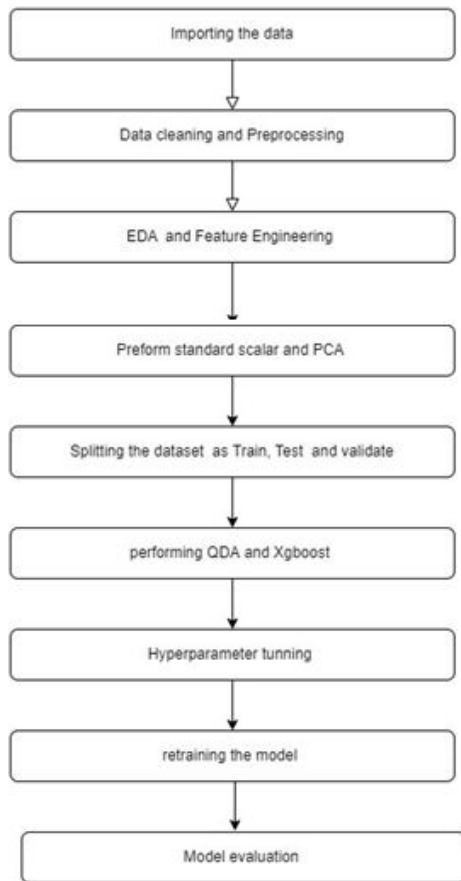 Importing the data
Data cleaning and Preprocessing
EDA and Feature Engineering
Preform standard scalar and PCA
Splitting the dataset as Train, Test and validate
performing QDA and Xgboost
Hyperparameter tunning
retraining the model
Model evaluation